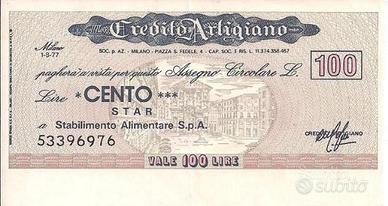 Credito Artigiano
SOC. p. AZ. - MILANO - PIAZZA S. FEDELE, 4 - CAP. SOC. E RIS. L. 11.374.358.457
Milano
1-3-77
pagherà a vista per questo Assegno Circolare L. 100
Lire *CENTO ***
STAR
a Stabilimento Alimentare S.p.A.
53396976
CREDITO ARTIGIANO
VALE 100 LIRE
subito